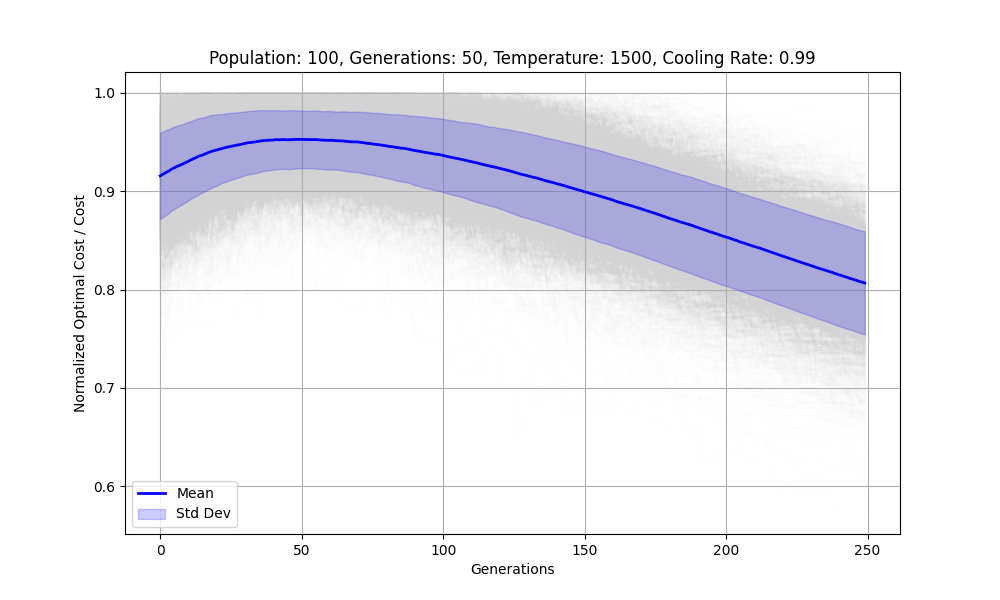 Population: 100, Generations: 50, Temperature: 1500, Cooling Rate: 0.99
Normalized Optimal Cost / Cost
1.0
0.9
0.8
0.7
0.6
Mean
Std Dev
0 50 100 150 200 250
Generations